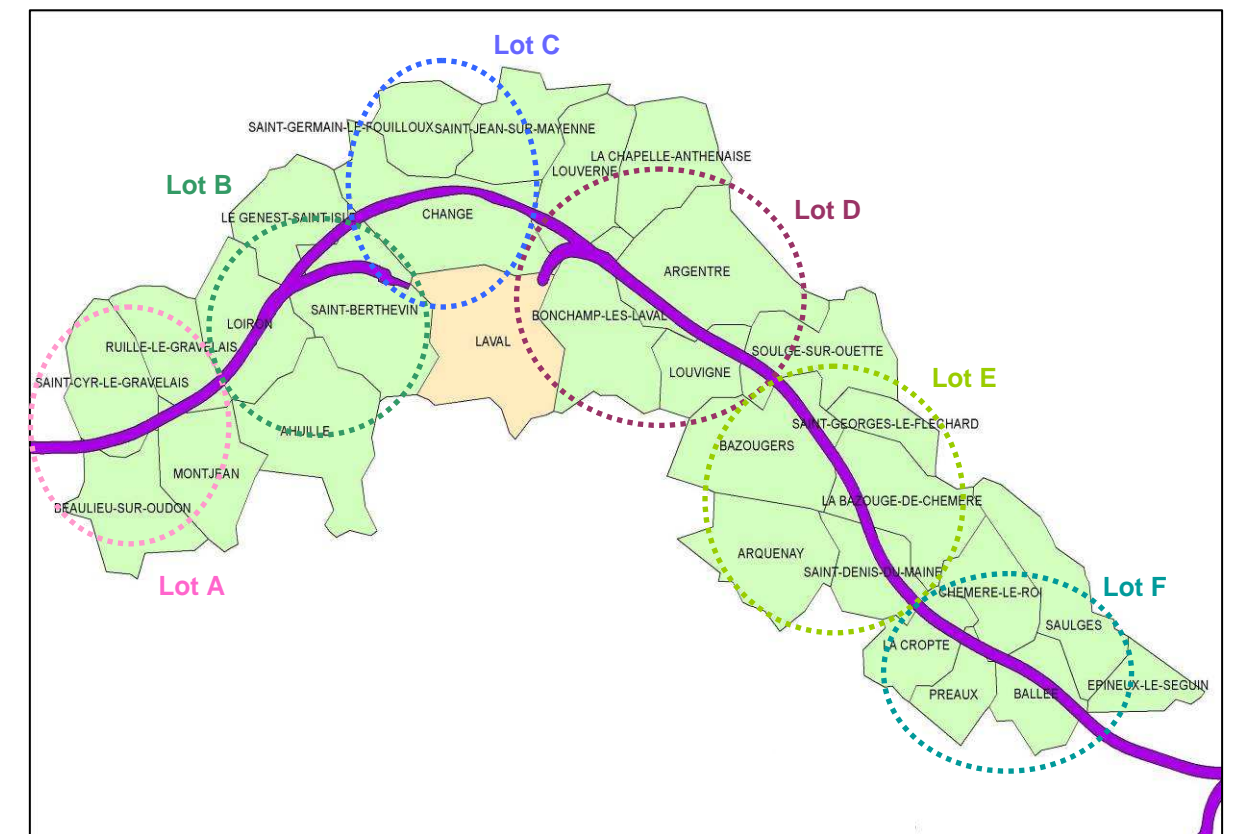 Lot C
SAINT-GERMAIN-LE-FOUILLOUX
SAINT-JEAN-SUR-MAYENNE
LA CHAPELLE-ANTHENAISE
LOUVERNE
Lot B
Lot D
LE GENEST-SAINT-ISLE
CHANGE
ARGENTRE
SAINT-BERTHEVIN
BONCHAMP-LES-LAVAL
LOIRON
LAVAL
RUILLE-LE-GRAVELAIS
SOULGE-SUR-OUETTE
LOUVIGNE
Lot E
SAINT-CYR-LE-GRAVELAIS
SAINT-GEORGES-LE-FLECHARD
AHUILLE
BAZOUGERS
MONTJEAN
LA BAZOUGE-DE-CHEMERE
BEAULIEU-SUR-OUDON
ARQUENAY
SAINT-DENIS-DU-MAINE
Lot A
Lot F
CHEMERE-LE-ROI
SAULGES
LA CROPTE
EPINEUX-LE-SEGUIN
PREAUX
BALLEE